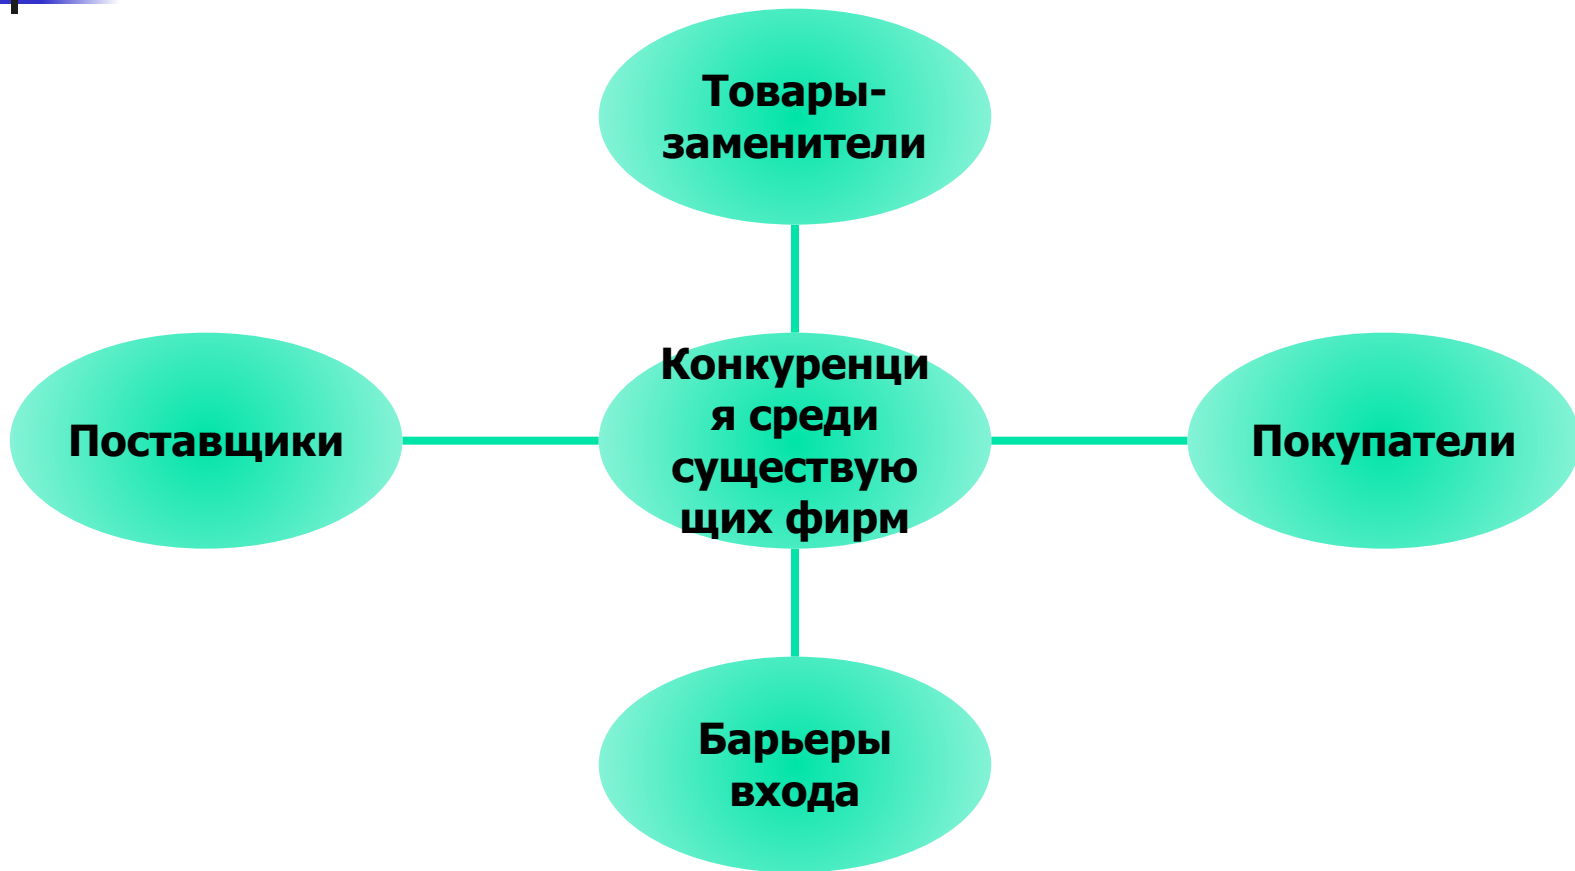 Товары-
заменители
Поставщики
Конкуренци
я среди
существую
щих фирм
Покупатели
Барьеры
входа